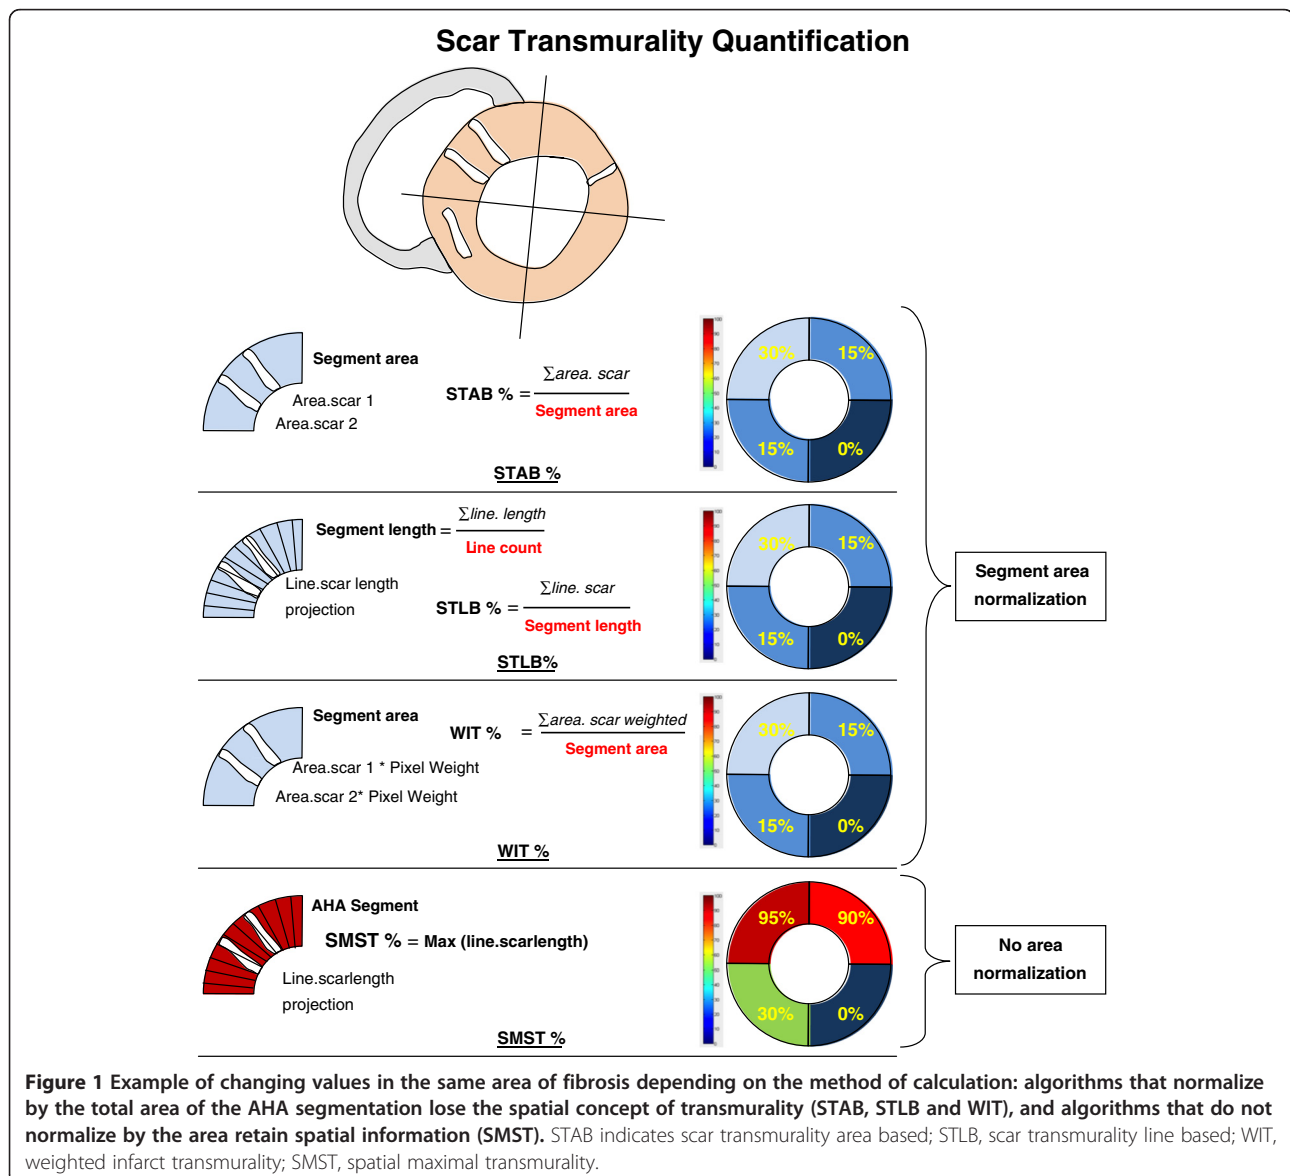 Scar Transmurality Quantification
Segment area
Area.scar 1
Area.scar 2
STAB % = ∑area. scar
Segment area
STAB %
30% 15%
15% 0%
Segment length = ∑line. length
Line count
Line.scar length
projection
STLB % = ∑line. scar
Segment length
STLB%
30% 15%
15% 0%
Segment area
normalization
Segment area
Area.scar 1 * Pixel Weight
Area.scar 2* Pixel Weight
WIT % = ∑area. scar weighted
Segment area
WIT %
30% 15%
15% 0%
AHA Segment
SMST % = Max (line.scarlength)
Line.scarlength
projection
SMST %
95% 90%
30% 0%
No area
normalization
Figure 1 Example of changing values in the same area of fibrosis depending on the method of calculation: algorithms that normalize
by the total area of the AHA segmentation lose the spatial concept of transmurality (STAB, STLB and WIT), and algorithms that do not
normalize by the area retain spatial information (SMST). STAB indicates scar transmurality area based; STLB, scar transmurality line based; WIT,
weighted infarct transmurality; SMST, spatial maximal transmurality.